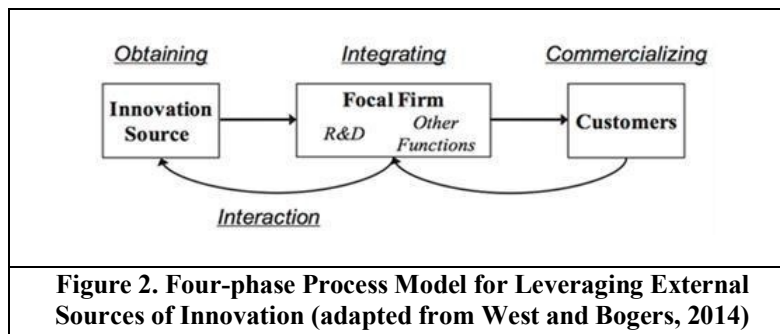 Obtaining Integrating Commercializing
Innovation
Source
Focal Firm
R&D Other
Functions
Customers
Interaction
Figure 2. Four-phase Process Model for Leveraging External
Sources of Innovation (adapted from West and Bogers, 2014)